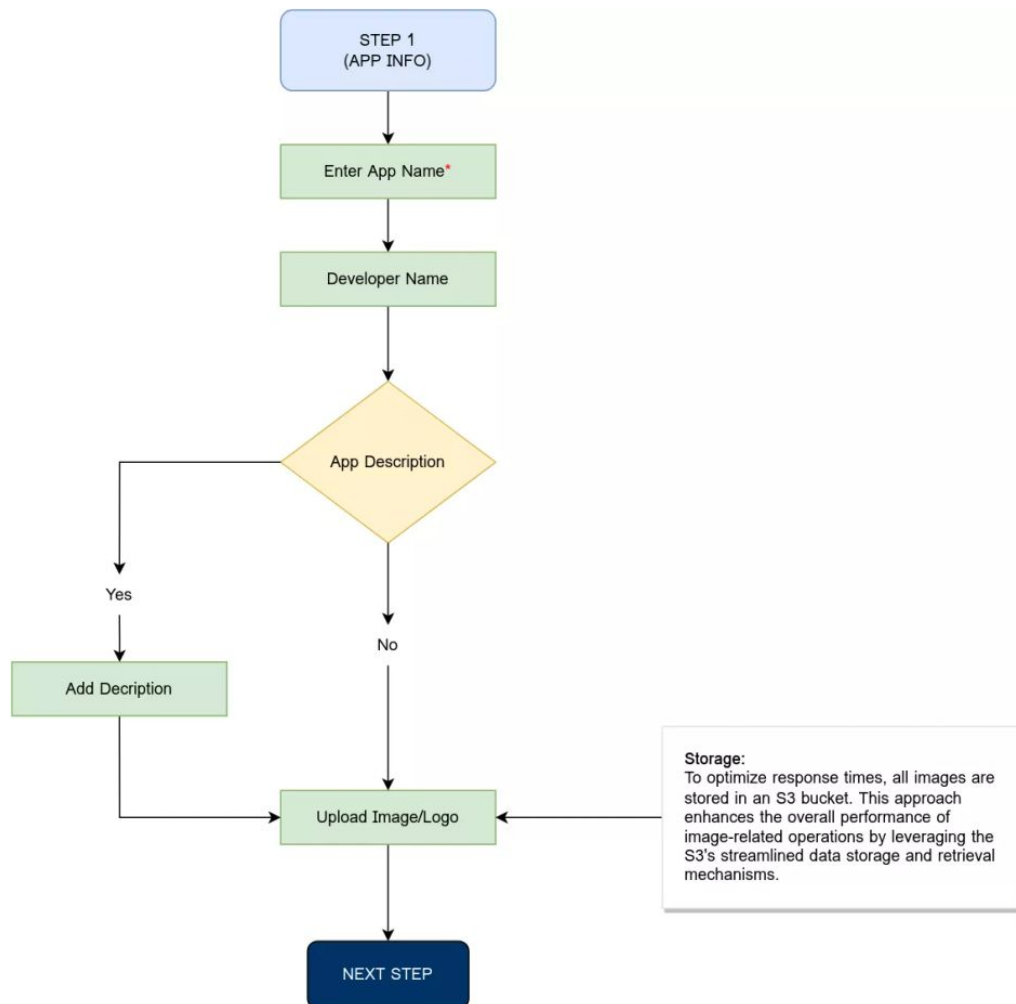 STEP 1
(APP INFO)
Enter App Name*
Developer Name
App Description
Yes
No
Add Decription
Upload Image/Logo
Storage:
To optimize response times, all images are
stored in an S3 bucket. This approach
enhances the overall performance of
image-related operations by leveraging the
S3's streamlined data storage and retrieval
mechanisms.
NEXT STEP